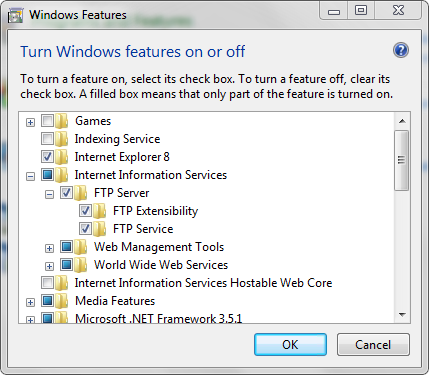 Windows Features
Turn Windows features on or off
To turn a feature on, select its check box. To turn a feature off, clear its
check box. A filled box means that only part of the feature is turned on.
Games
Indexing Service
Internet Explorer 8
Internet Information Services
FTP Server
FTP Extensibility
FTP Service
Web Management Tools
World Wide Web Services
Internet Information Services Hostable Web Core
Media Features
Microsoft .NET Framework 3.5.1
OK
Cancel